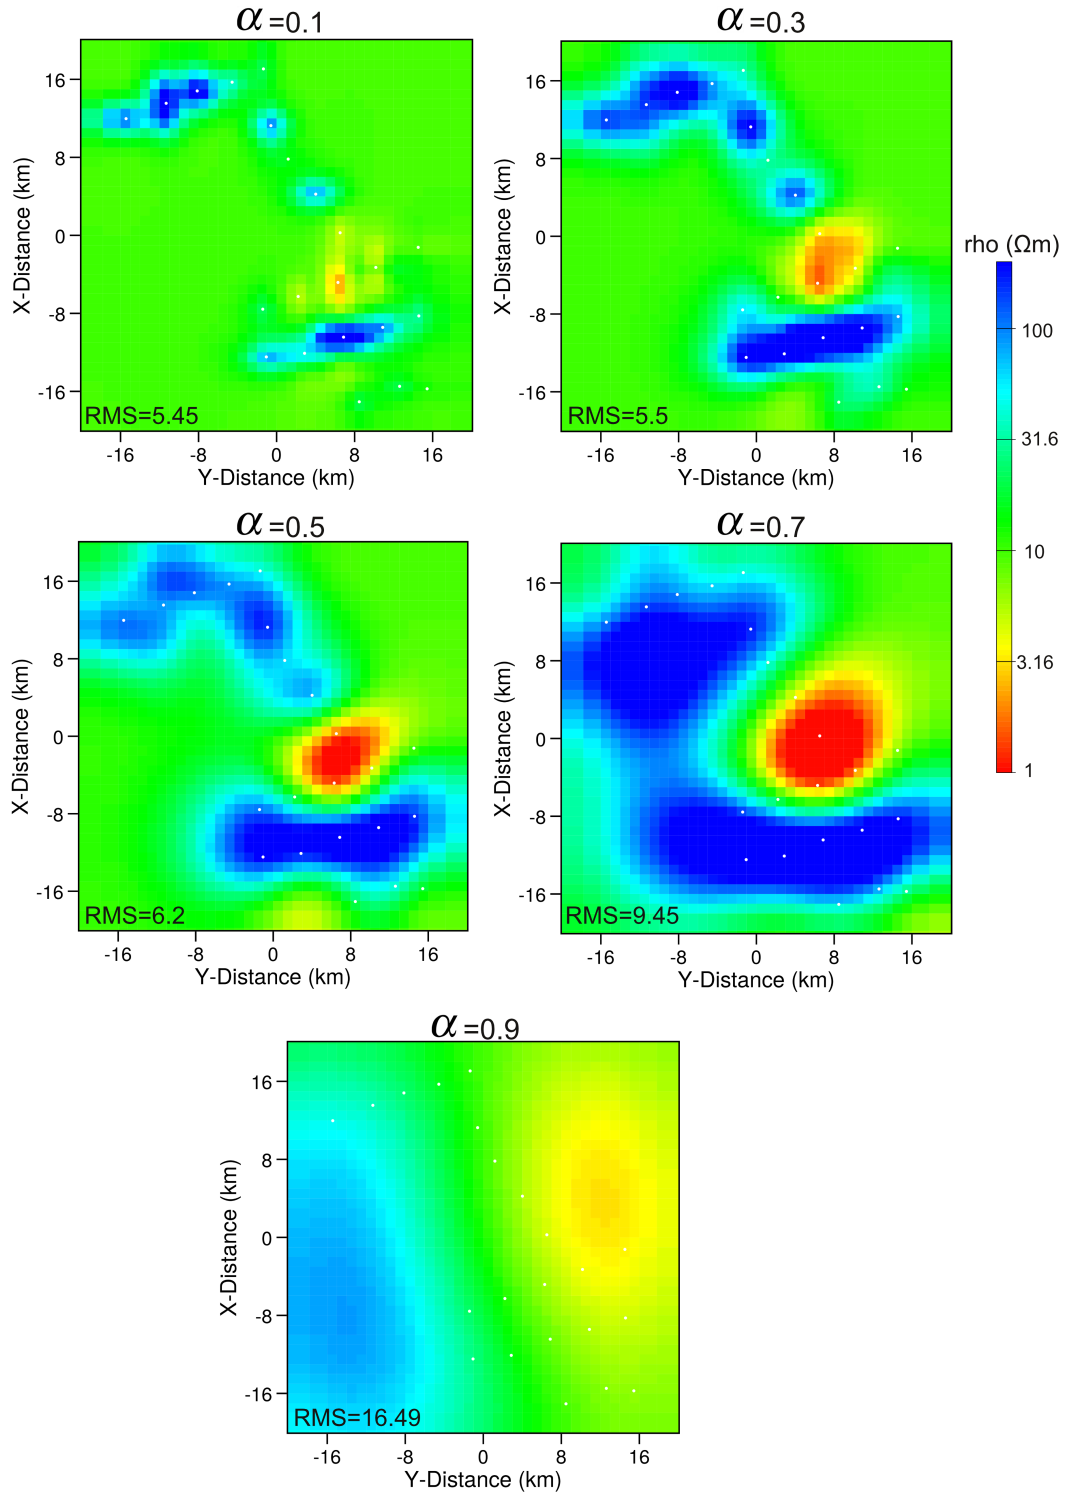 α=0.1
α=0.3
X-Distance (km)
16
8
0
-8
-16
RMS=5.45
-16 -8 0 8 16
Y-Distance (km)
X-Distance (km)
16
8
0
-8
-16
RMS=5.5
-16 -8 0 8 16
Y-Distance (km)
rho (Ωm)
100
31.6
10
3.16
1
α=0.5
α=0.7
X-Distance (km)
16
8
0
-8
-16
RMS=6.2
-16 -8 0 8 16
Y-Distance (km)
X-Distance (km)
16
8
0
-8
-16
RMS=9.45
-16 -8 0 8 16
Y-Distance (km)
α=0.9
X-Distance (km)
16
8
0
-8
-16
RMS=16.49
-16 -8 0 8 16
Y-Distance (km)